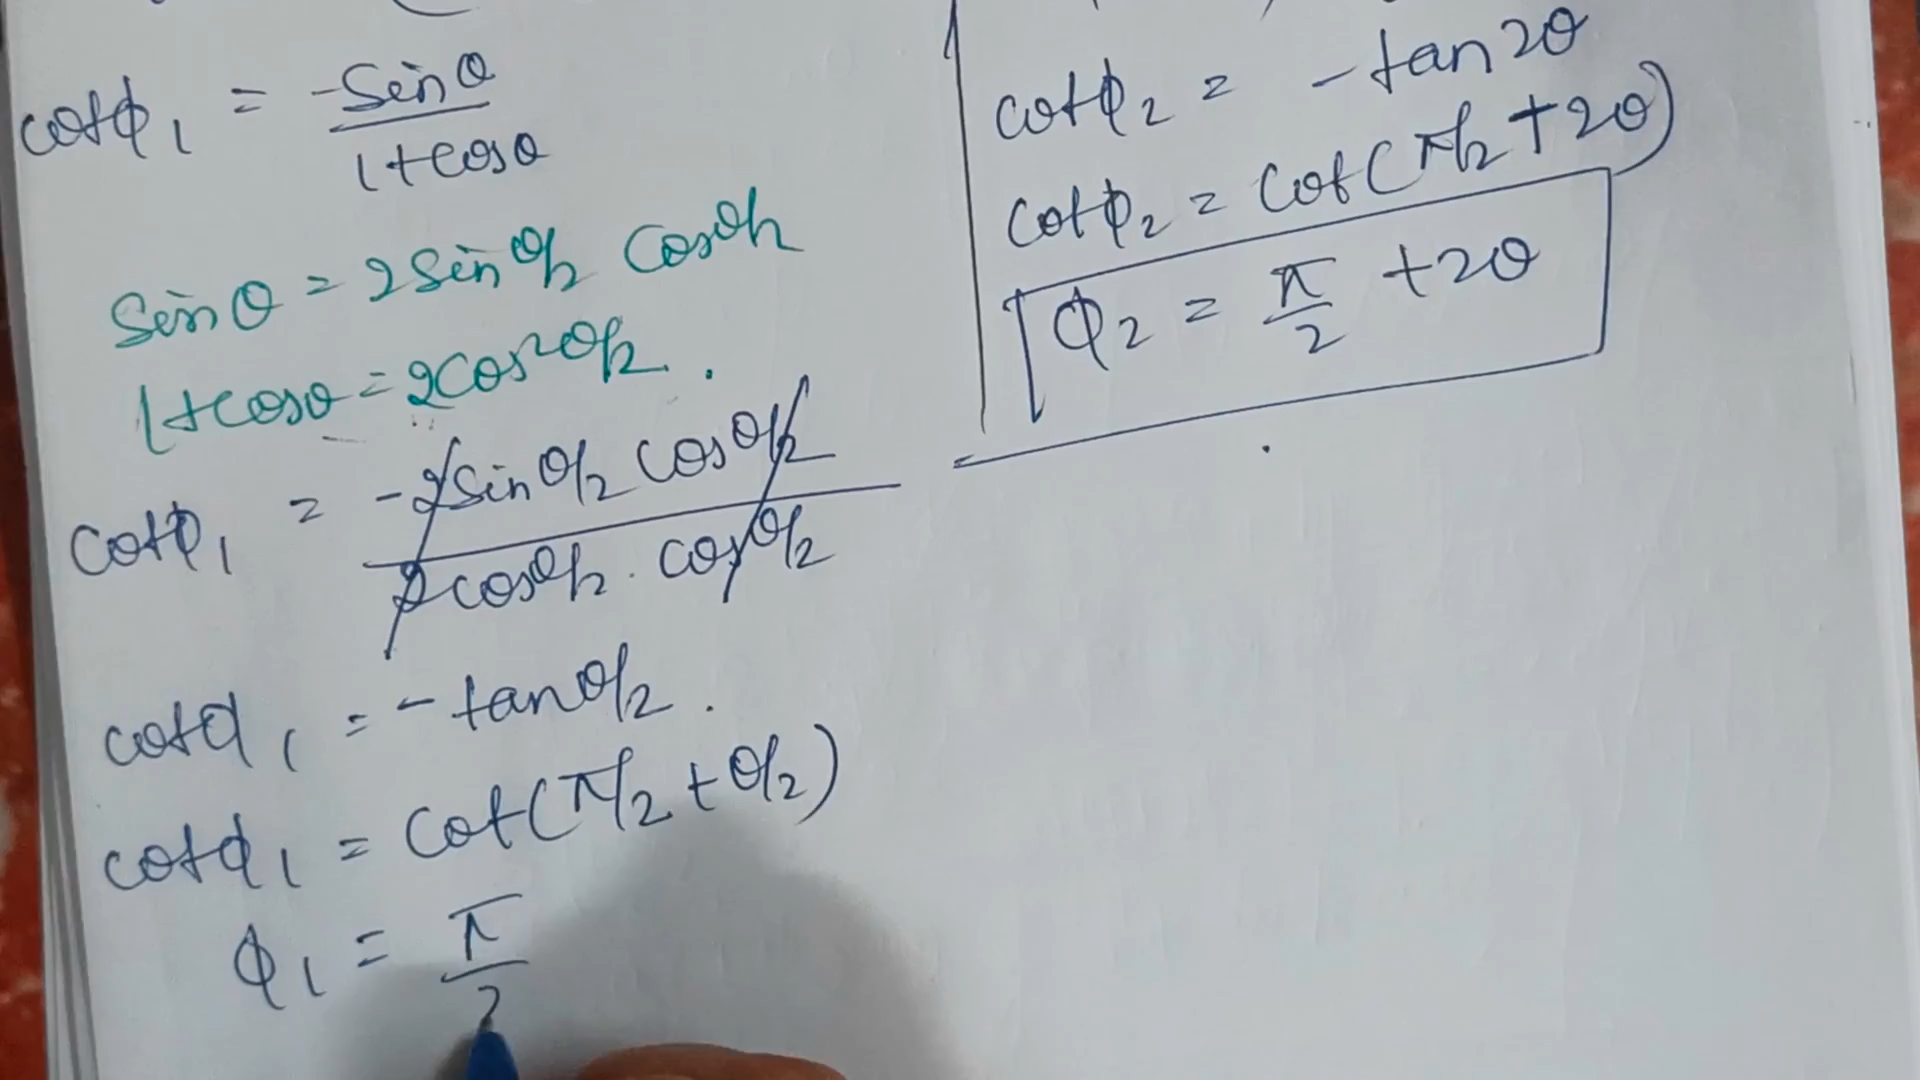 cotϕ₁ = -sinθ / 1+cosθ
sinθ = 2sinθ/2 cosθ/2
1+cosθ = 2cos²θ/2.
cotϕ₁ = -2sinθ/2 cosθ/2 / 2cosθ/2 . cosθ/2
cotϕ₁ = -tanθ/2.
cotϕ₁ = cot(π/2 + θ/2)
ϕ₁ = π/2
cotϕ₂ = -tan2θ
cotϕ₂ = cot(π/2 + 2θ)
ϕ₂ = π/2 + 2θ